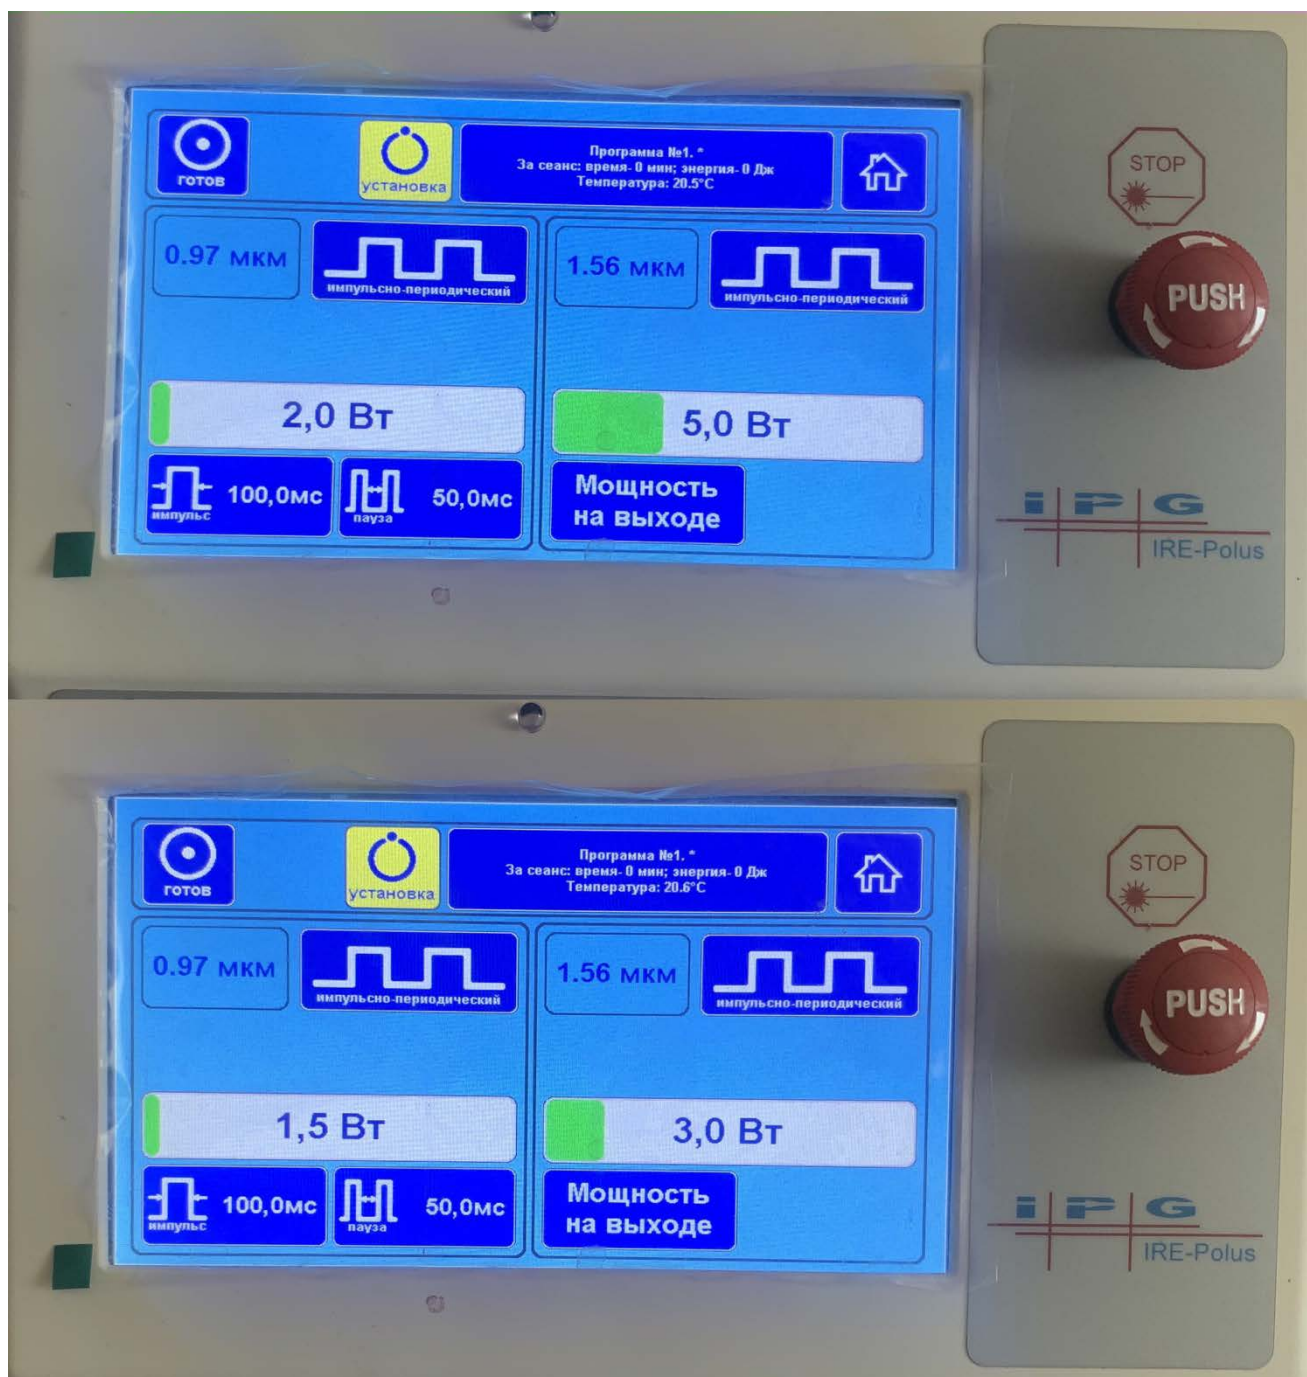 готов
установка
Программа №1. *
За сеанс: время- 0 мин; энергия- 0 Дж
Температура: 20.5°C
0.97 мкм
импульсно-периодический
1.56 мкм
импульсно-периодический
2,0 Вт
5,0 Вт
импульс
100,0мс
пауза
50,0мс
Мощность
на выходе
STOP
PUSH
IPG
IRE-Polus
готов
установка
Программа №1. *
За сеанс: время- 0 мин; энергия- 0 Дж
Температура: 20.6°C
0.97 мкм
импульсно-периодический
1.56 мкм
импульсно-периодический
1,5 Вт
3,0 Вт
импульс
100,0мс
пауза
50,0мс
Мощность
на выходе
STOP
PUSH
IPG
IRE-Polus